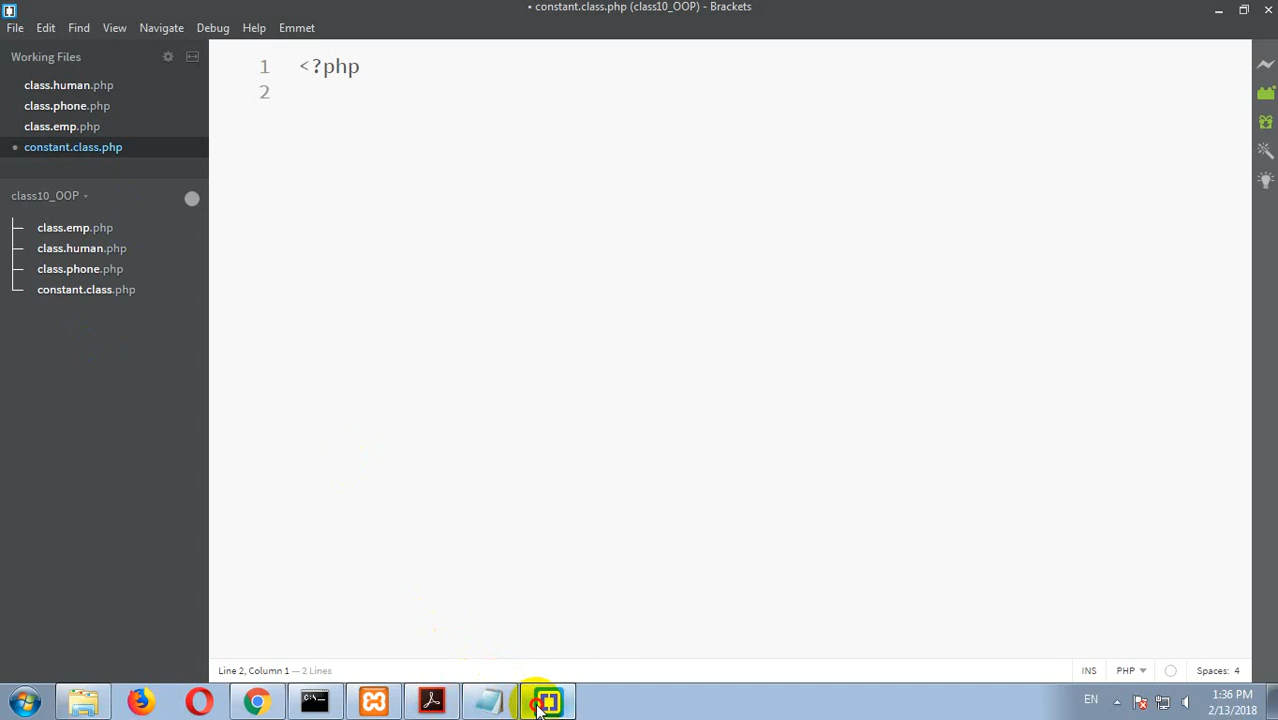 • constant.class.php (class10_OOP) - Brackets
File Edit Find View Navigate Debug Help Emmet
Working Files
class.human.php
class.phone.php
class.emp.php
constant.class.php
class10_OOP
class.emp.php
class.human.php
class.phone.php
constant.class.php
1 <?php
2
Line 2, Column 1 — 2 Lines
INS PHP Spaces: 4
EN
1:36 PM
2/13/2018